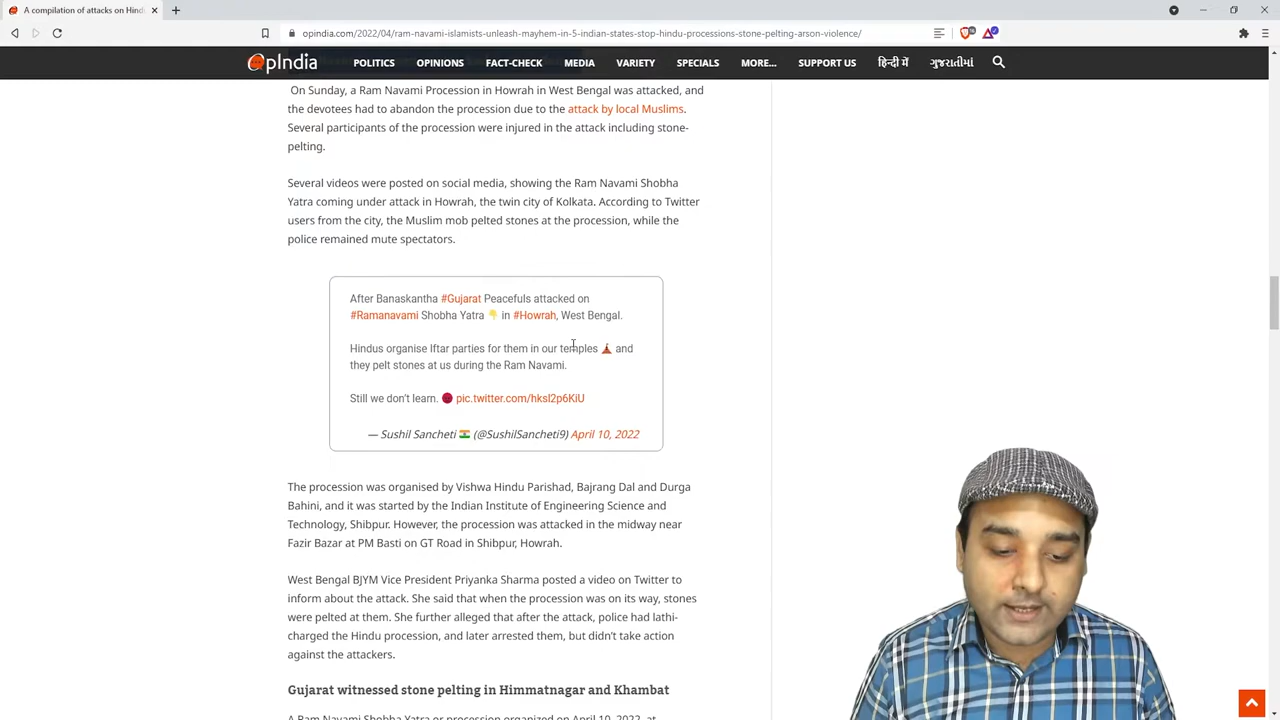 A compilation of attacks on Hind
opindia.com/2022/04/ram-navami-islamists-unleash-mayhem-in-5-indian-states-stop-hindu-processions-stone-pelting-arson-violence/
OpIndia
POLITICS OPINIONS FACT-CHECK MEDIA VARIETY SPECIALS MORE... SUPPORT US हिन्दी में ગુજરાતીમાં
On Sunday, a Ram Navami Procession in Howrah in West Bengal was attacked, and
the devotees had to abandon the procession due to the attack by local Muslims.
Several participants of the procession were injured in the attack including stone-
pelting.
Several videos were posted on social media, showing the Ram Navami Shobha
Yatra coming under attack in Howrah, the twin city of Kolkata. According to Twitter
users from the city, the Muslim mob pelted stones at the procession, while the
police remained mute spectators.
After Banaskantha #Gujarat Peacefuls attacked on
#Ramanavami Shobha Yatra 👇 in #Howrah, West Bengal.
Hindus organise Iftar parties for them in our temples 🛕 and
they pelt stones at us during the Ram Navami.
Still we don't learn. 😡 pic.twitter.com/hksI2p6KiU
— Sushil Sancheti 🇮🇳 (@SushilSancheti9) April 10, 2022
The procession was organised by Vishwa Hindu Parishad, Bajrang Dal and Durga
Bahini, and it was started by the Indian Institute of Engineering Science and
Technology, Shibpur. However, the procession was attacked in the midway near
Fazir Bazar at PM Basti on GT Road in Shibpur, Howrah.
West Bengal BJYM Vice President Priyanka Sharma posted a video on Twitter to
inform about the attack. She said that when the procession was on its way, stones
were pelted at them. She further alleged that after the attack, police had lathi-
charged the Hindu procession, and later arrested them, but didn't take action
against the attackers.
Gujarat witnessed stone pelting in Himmatnagar and Khambat
A Ram Navami Shobha Yatra or procession organized on April 10, 2022, at